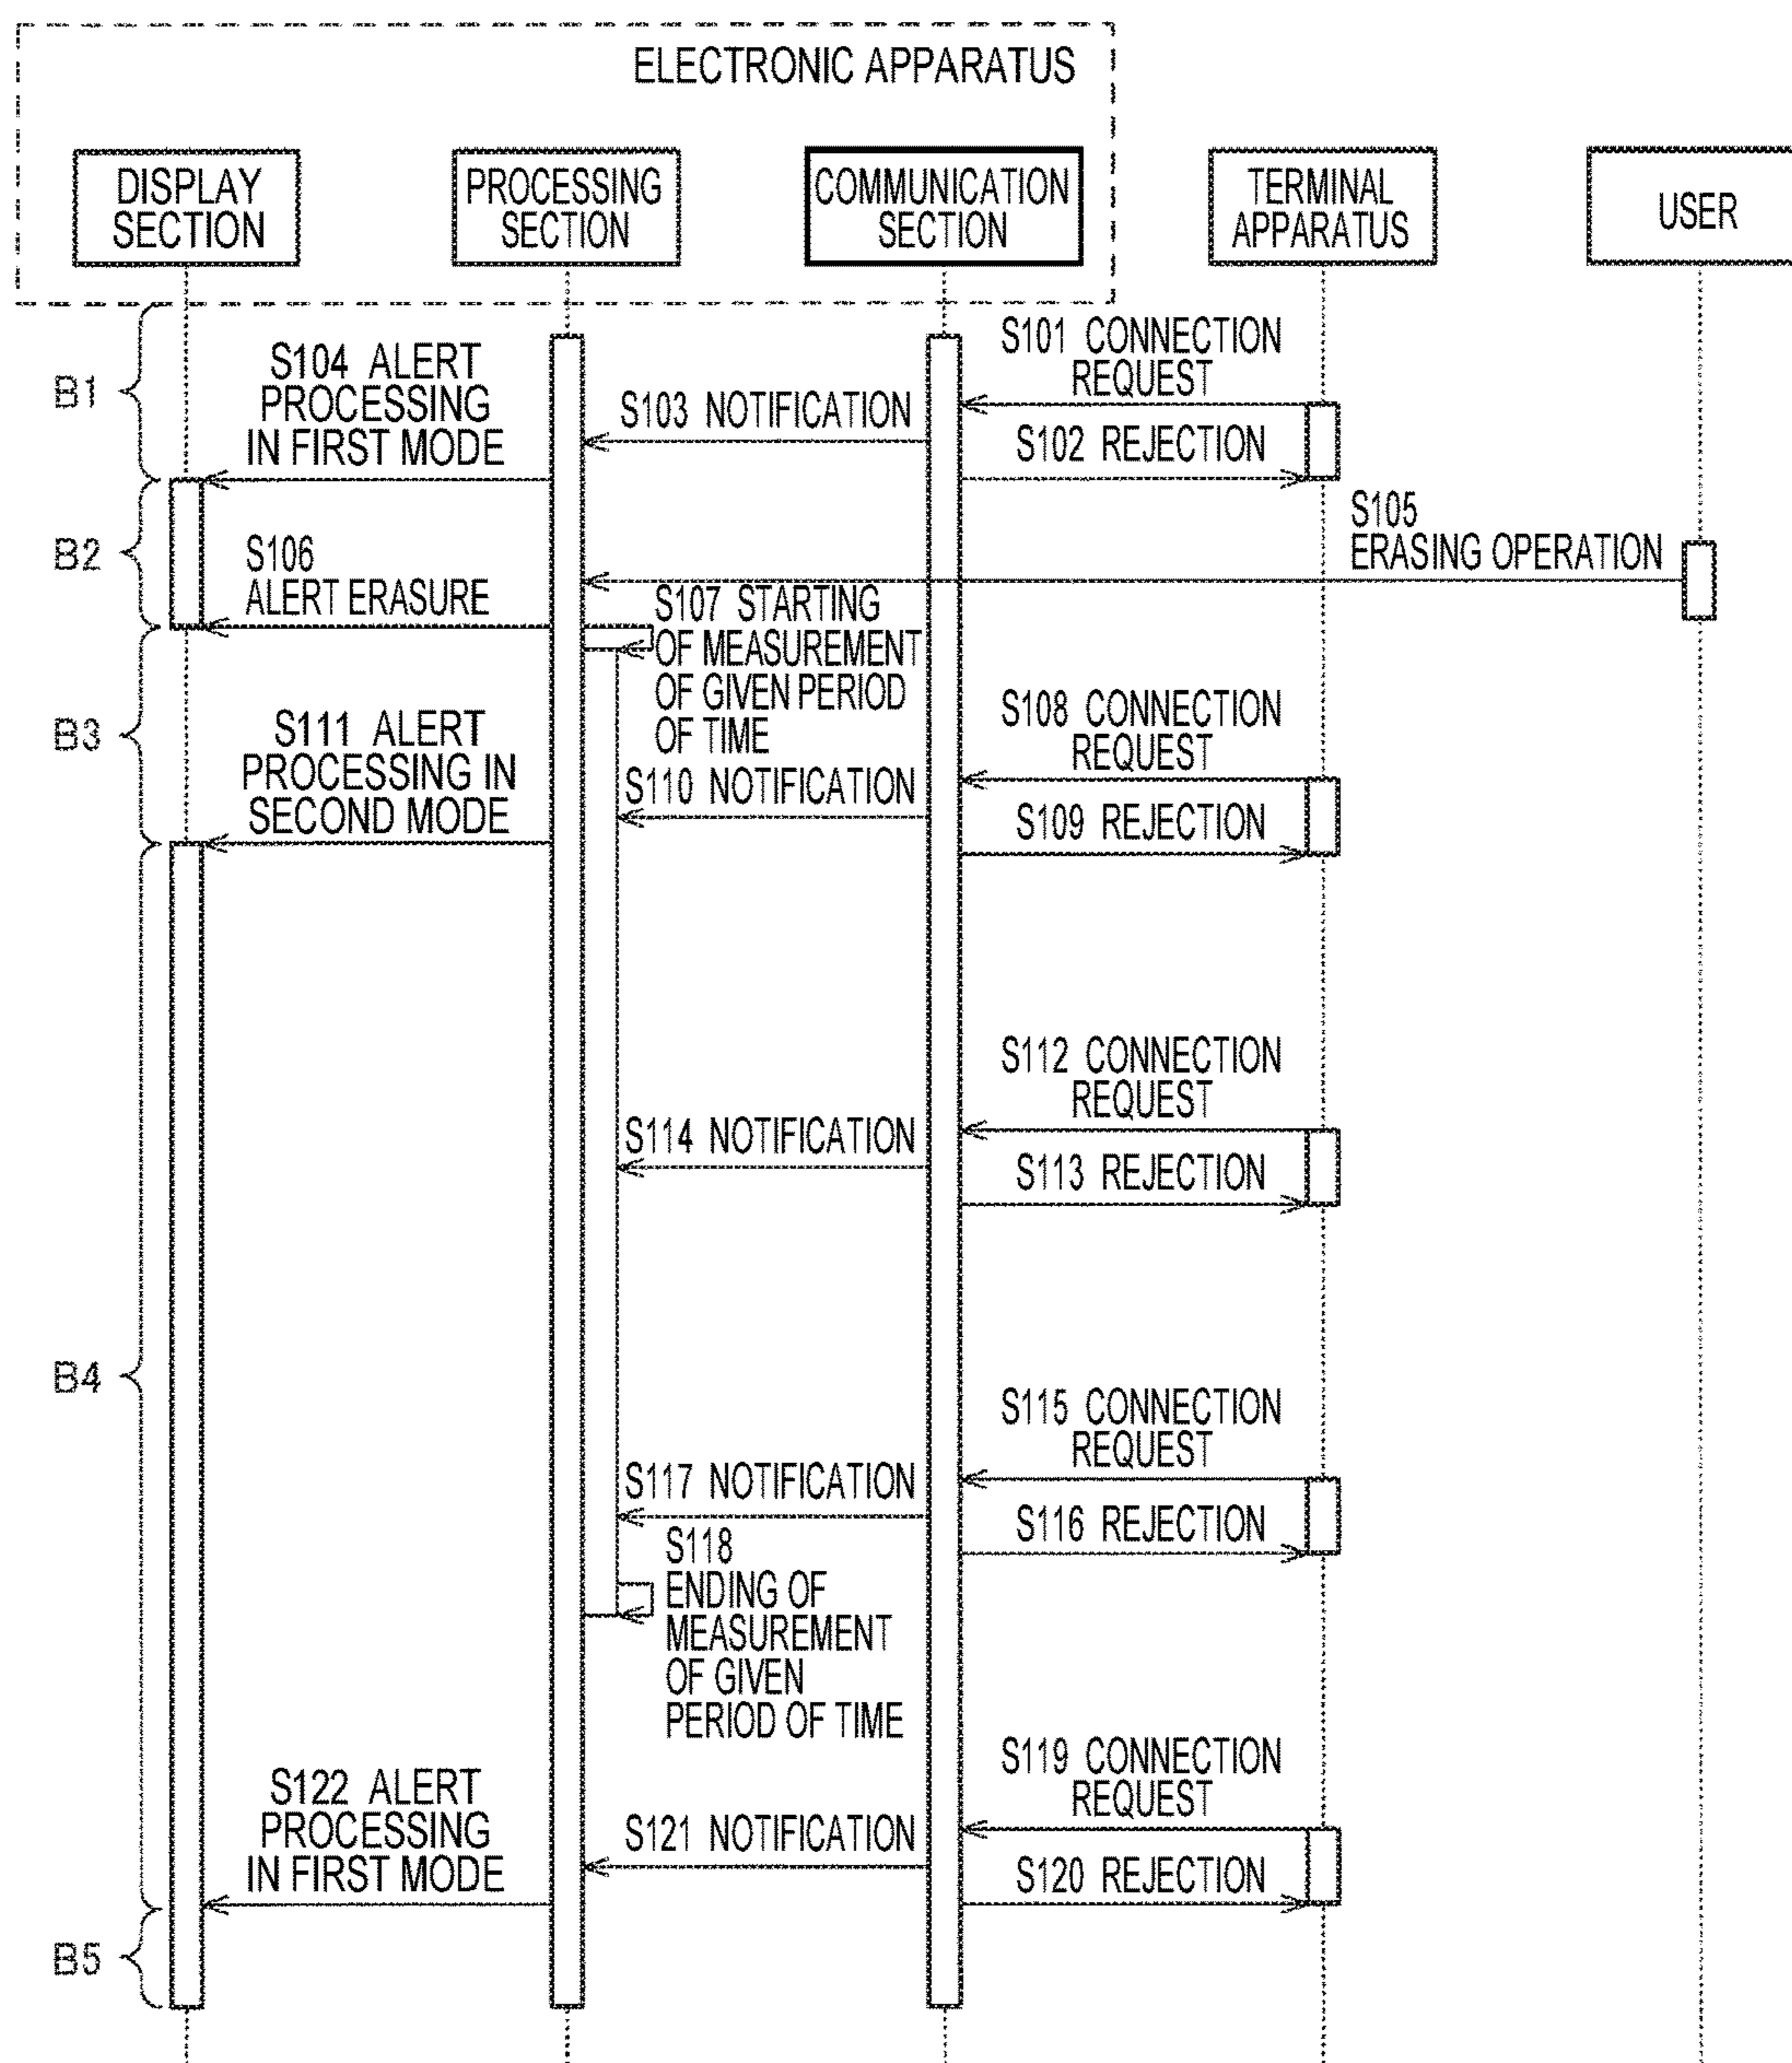 ELECTRONIC APPARATUS
DISPLAY
SECTION
PROCESSING
SECTION
COMMUNICATION
SECTION
TERMINAL
APPARATUS
USER
B1
S104 ALERT
PROCESSING
IN FIRST MODE
S103 NOTIFICATION
S101 CONNECTION
REQUEST
S102 REJECTION
B2
S105
ERASING OPERATION
S106
ALERT ERASURE
S107 STARTING
OF MEASUREMENT
OF GIVEN PERIOD
OF TIME
B3
S108 CONNECTION
REQUEST
S109 REJECTION
S110 NOTIFICATION
S111 ALERT
PROCESSING IN
SECOND MODE
S112 CONNECTION
REQUEST
S113 REJECTION
S114 NOTIFICATION
B4
S115 CONNECTION
REQUEST
S116 REJECTION
S117 NOTIFICATION
S118
ENDING OF
MEASUREMENT
OF GIVEN
PERIOD OF TIME
S119 CONNECTION
REQUEST
S120 REJECTION
S121 NOTIFICATION
S122 ALERT
PROCESSING
IN FIRST MODE
B5